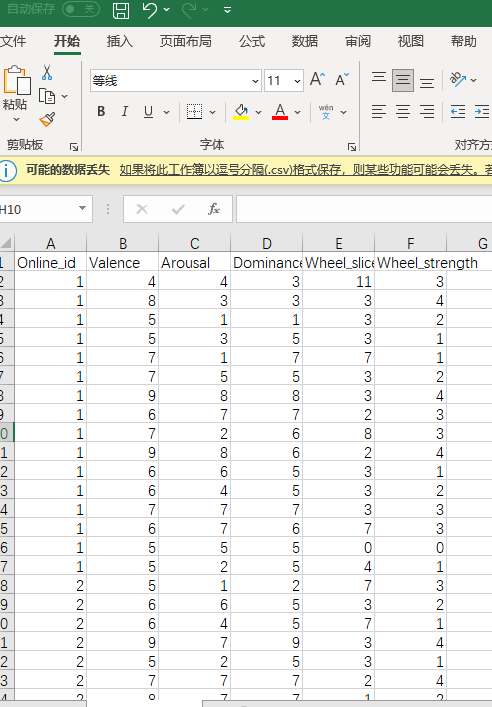 自动保存 关
文件 开始 插入 页面布局 公式 数据 审阅 视图 帮助
等线 11 A A
粘贴 B I U A wén 文
剪贴板 字体 对齐方
可能的数据丢失 如果将此工作簿以逗号分隔(.csv)格式保存，则某些功能可能会丢失。
H10 fx
A B C D E F G
1 Online_id Valence Arousal Dominance Wheel_slice Wheel_strength
2 1 4 4 3 11 3
3 1 8 3 3 3 4
4 1 5 1 1 3 2
5 1 5 3 5 3 1
6 1 7 1 7 7 1
7 1 7 5 5 3 2
8 1 9 8 8 3 4
9 1 6 7 7 2 3
0 1 7 2 6 8 3
1 1 9 8 6 2 4
2 1 6 6 5 3 1
3 1 6 4 5 3 2
4 1 7 7 7 3 3
5 1 6 7 6 7 3
6 1 5 5 5 0 0
7 1 5 2 5 4 1
8 2 5 1 2 7 3
9 2 6 6 5 3 2
0 2 6 4 5 7 1
1 2 9 7 9 3 4
2 2 5 2 5 3 1
3 2 7 7 7 2 4
4 2 8 7 7 1 2